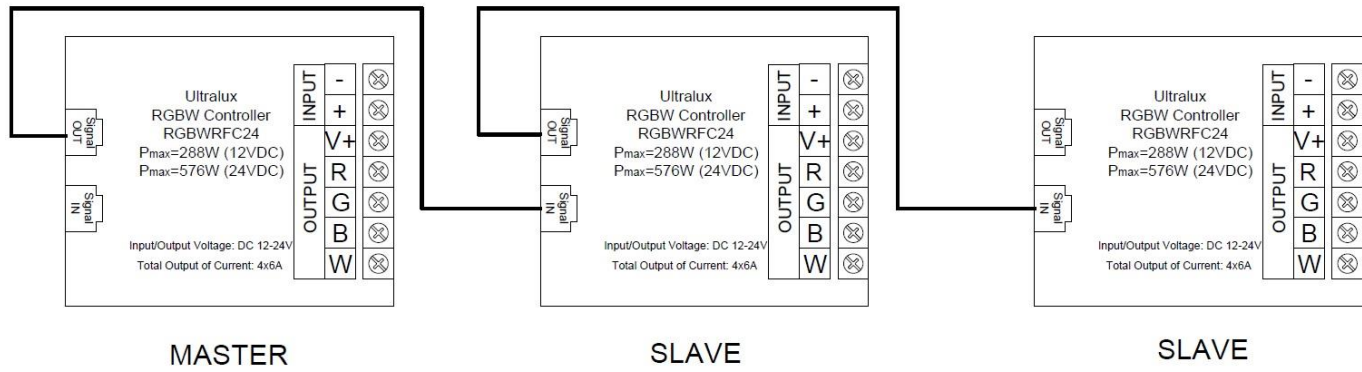 Signal
OUT
Signal
IN
Ultralux
RGBW Controller
RGBWRFC24
Pmax=288W (12VDC)
Pmax=576W (24VDC)
Input/Output Voltage: DC 12-24V
Total Output of Current: 4x6A
INPUT
-
+
OUTPUT
V+
R
G
B
W
MASTER
Signal
OUT
Signal
IN
Ultralux
RGBW Controller
RGBWRFC24
Pmax=288W (12VDC)
Pmax=576W (24VDC)
Input/Output Voltage: DC 12-24V
Total Output of Current: 4x6A
INPUT
-
+
OUTPUT
V+
R
G
B
W
SLAVE
Signal
OUT
Signal
IN
Ultralux
RGBW Controller
RGBWRFC24
Pmax=288W (12VDC)
Pmax=576W (24VDC)
Input/Output Voltage: DC 12-24V
Total Output of Current: 4x6A
INPUT
-
+
OUTPUT
V+
R
G
B
W
SLAVE